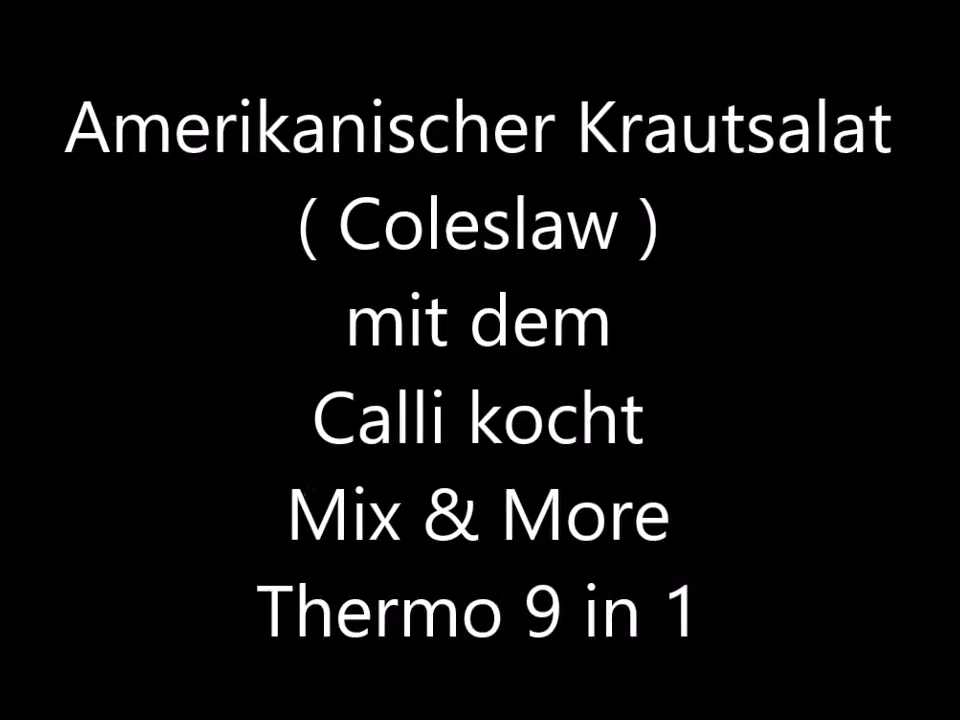 Amerikanischer Krautsalat
( Coleslaw )
mit dem
Calli kocht
Mix & More
Thermo 9 in 1